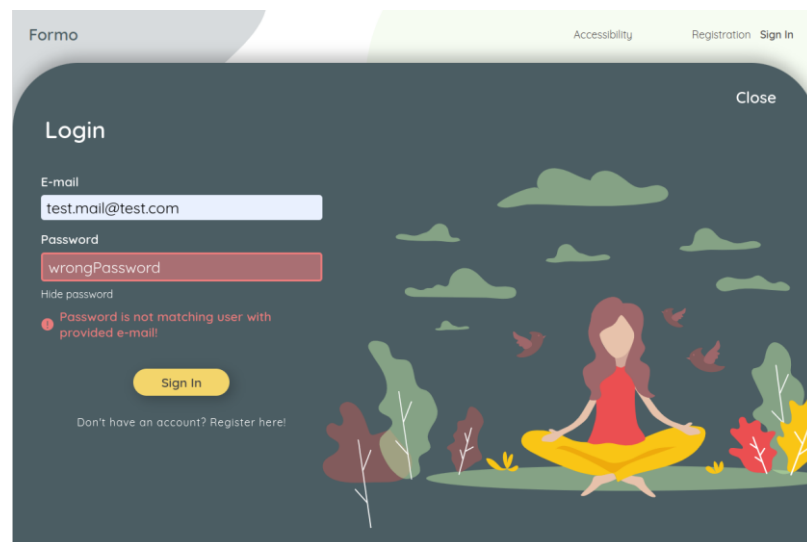 Formo
Accessibility
Registration
Sign In
Close
Login
E-mail
test.mail@test.com
Password
wrongPassword
Hide password
Password is not matching user with
provided e-mail!
Sign In
Don't have an account? Register here!